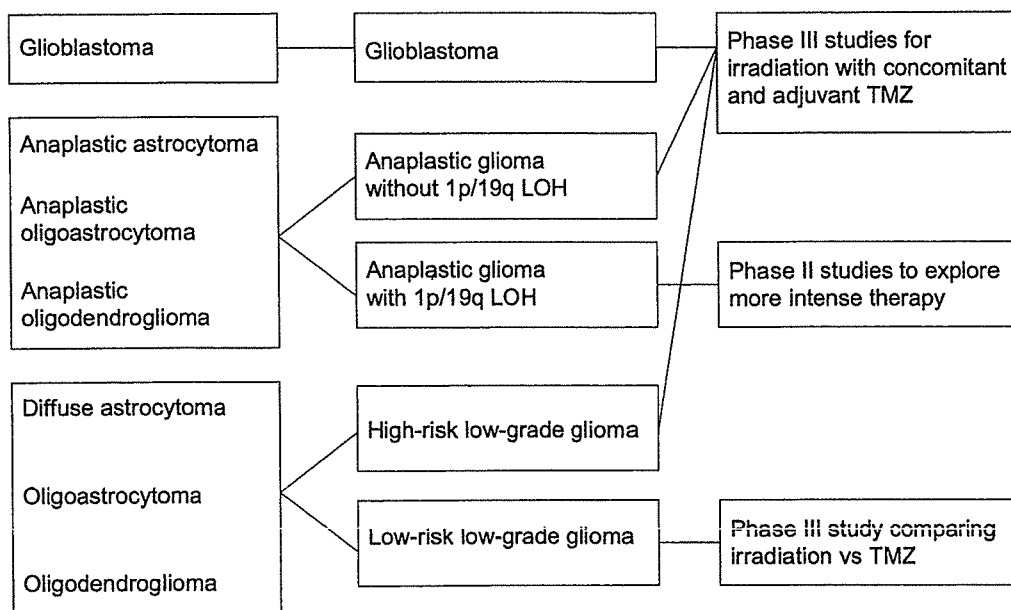 Glioblastoma
Glioblastoma
Phase III studies for
irradiation with concomitant
and adjuvant TMZ
Anaplastic astrocytoma
Anaplastic
oligoastrocytoma
Anaplastic
oligodendroglioma
Anaplastic glioma
without 1p/19q LOH
Anaplastic glioma
with 1p/19q LOH
Phase II studies to explore
more intense therapy
Diffuse astrocytoma
Oligoastrocytoma
Oligodendroglioma
High-risk low-grade glioma
Low-risk low-grade glioma
Phase III study comparing
irradiation vs TMZ